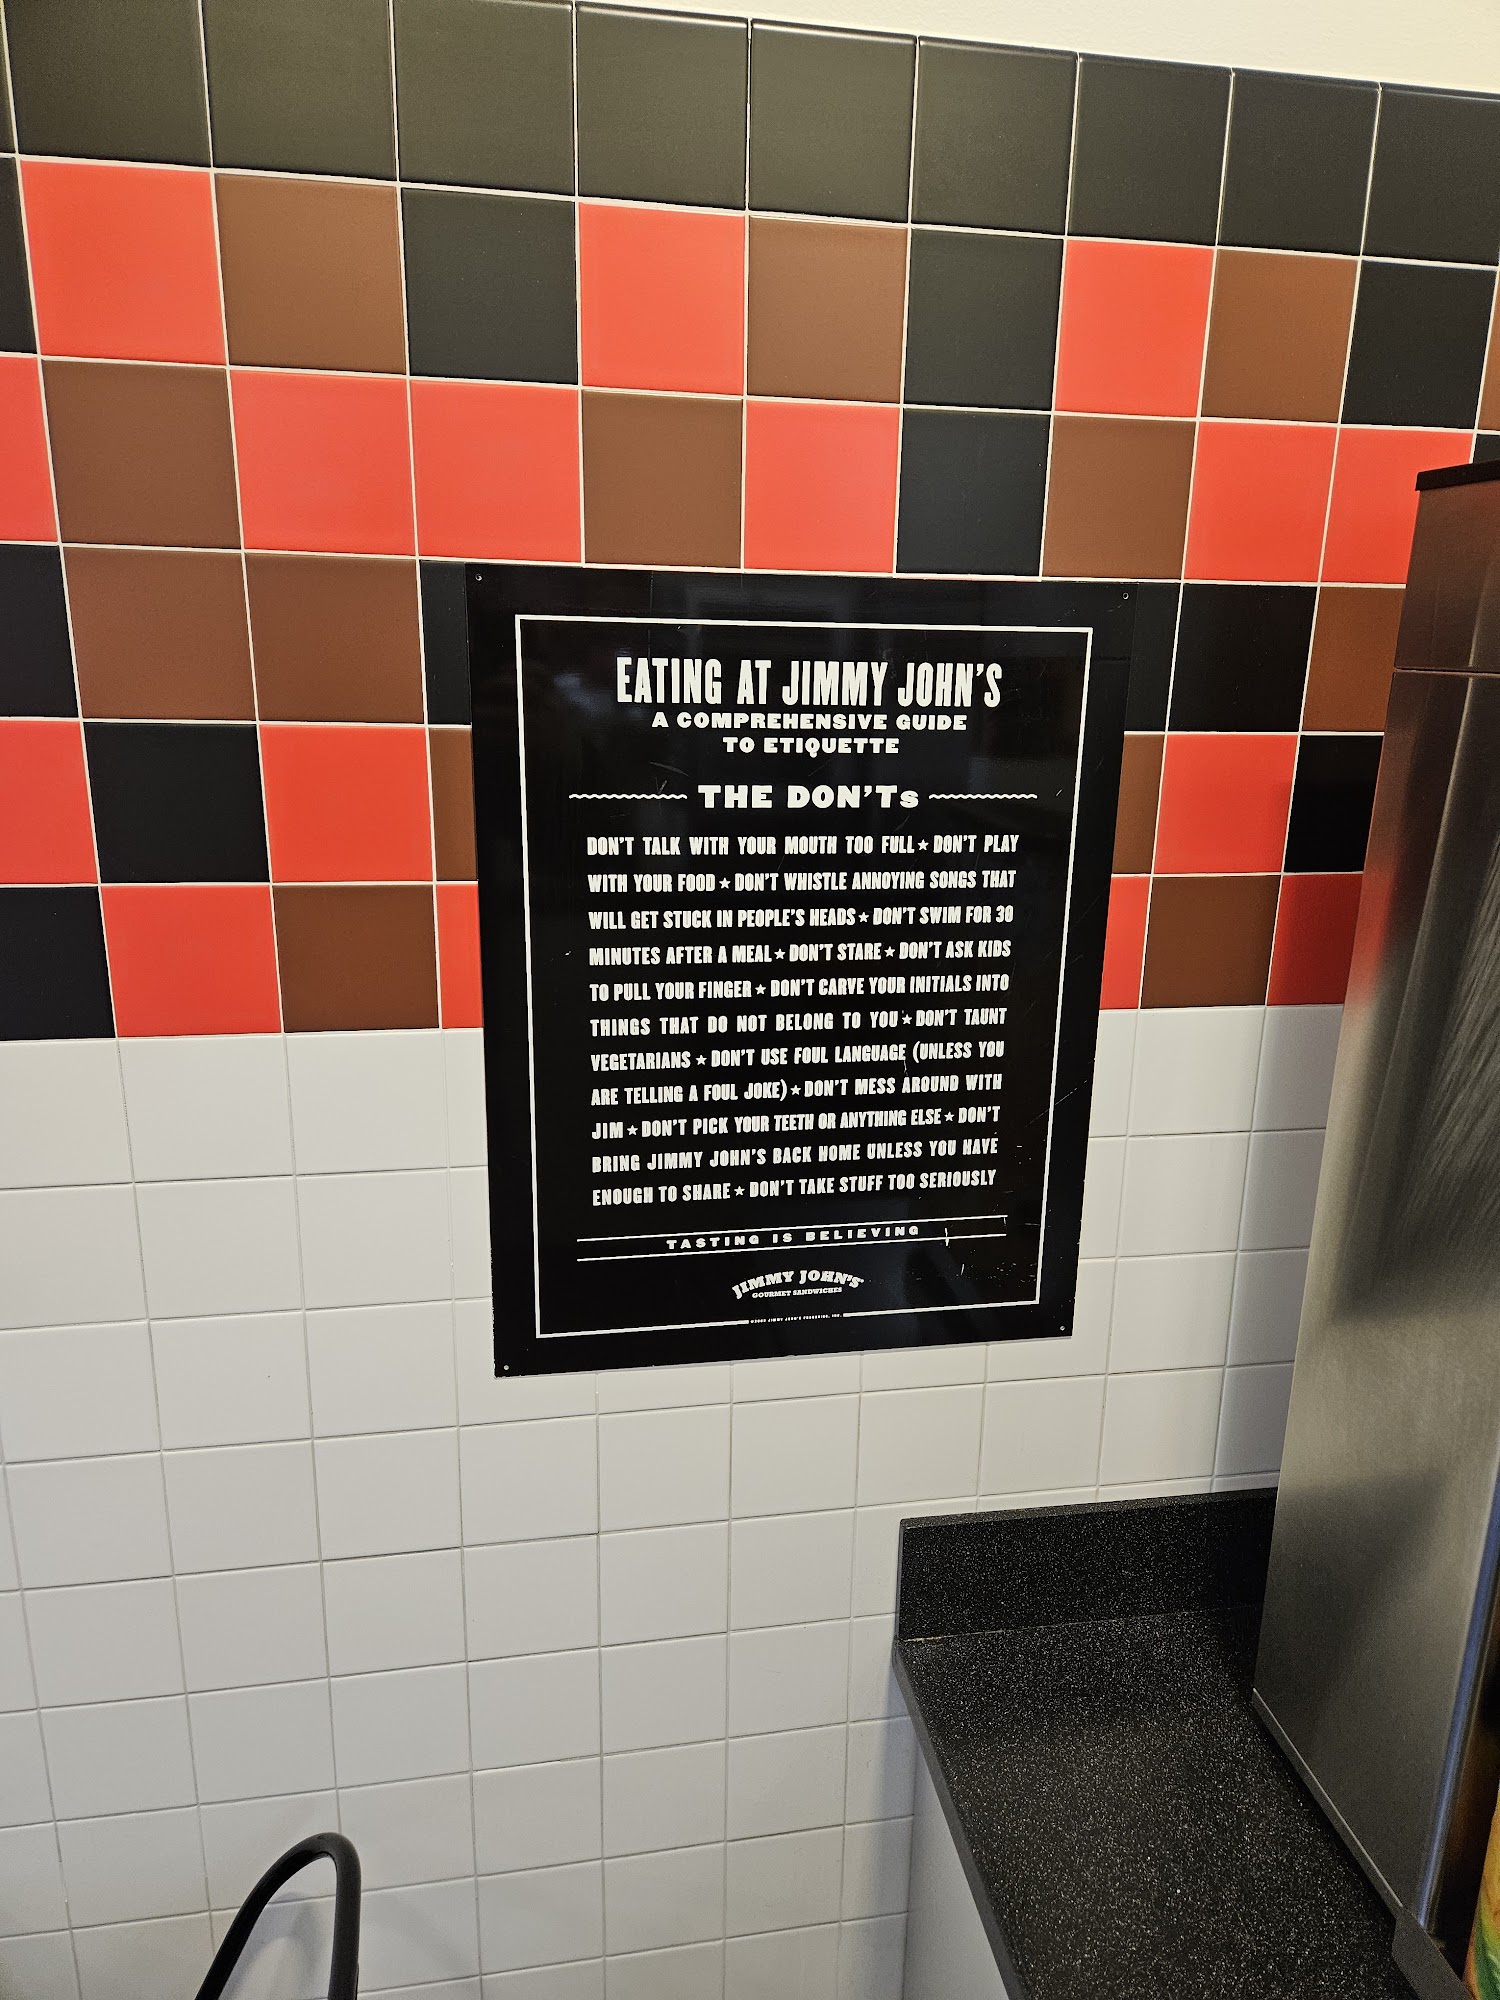 EATING AT JIMMY JOHN'S
A COMPREHENSIVE GUIDE
TO ETIQUETTE
THE DON'Ts
DON'T TALK WITH YOUR MOUTH TOO FULL ★ DON'T PLAY
WITH YOUR FOOD ★ DON'T WHISTLE ANNOYING SONGS THAT
WILL GET STUCK IN PEOPLE'S HEADS ★ DON'T SWIM FOR 30
MINUTES AFTER A MEAL ★ DON'T STARE ★ DON'T ASK KIDS
TO PULL YOUR FINGER ★ DON'T CARVE YOUR INITIALS INTO
THINGS THAT DO NOT BELONG TO YOU ★ DON'T TAUNT
VEGETARIANS ★ DON'T USE FOUL LANGUAGE (UNLESS YOU
ARE TELLING A FOUL JOKE) ★ DON'T MESS AROUND WITH
JIM ★ DON'T PICK YOUR TEETH OR ANYTHING ELSE ★ DON'T
BRING JIMMY JOHN'S BACK HOME UNLESS YOU HAVE
ENOUGH TO SHARE ★ DON'T TAKE STUFF TOO SERIOUSLY
TASTING IS BELIEVING
JIMMY JOHN'S
GOURMET SANDWICHES
JIMMY JOHN'S FRANCHISE, INC.